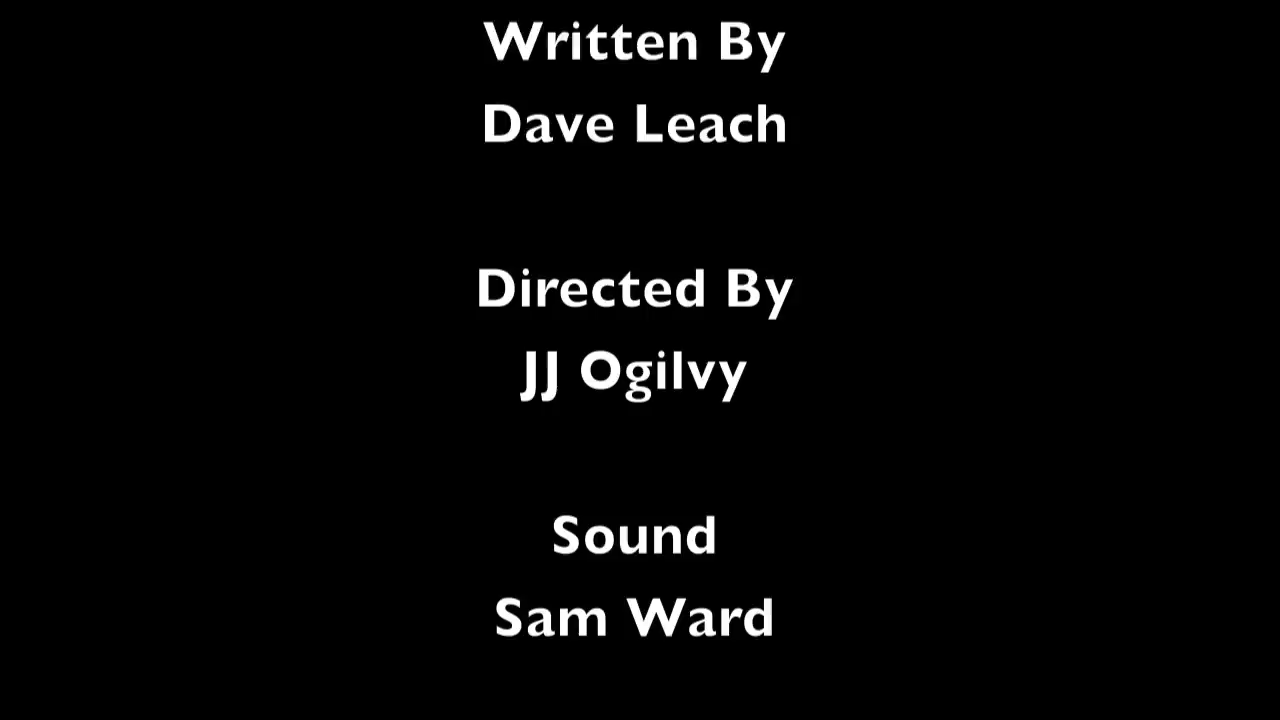 Written By
Dave Leach
Directed By
JJ Ogilvy
Sound
Sam Ward